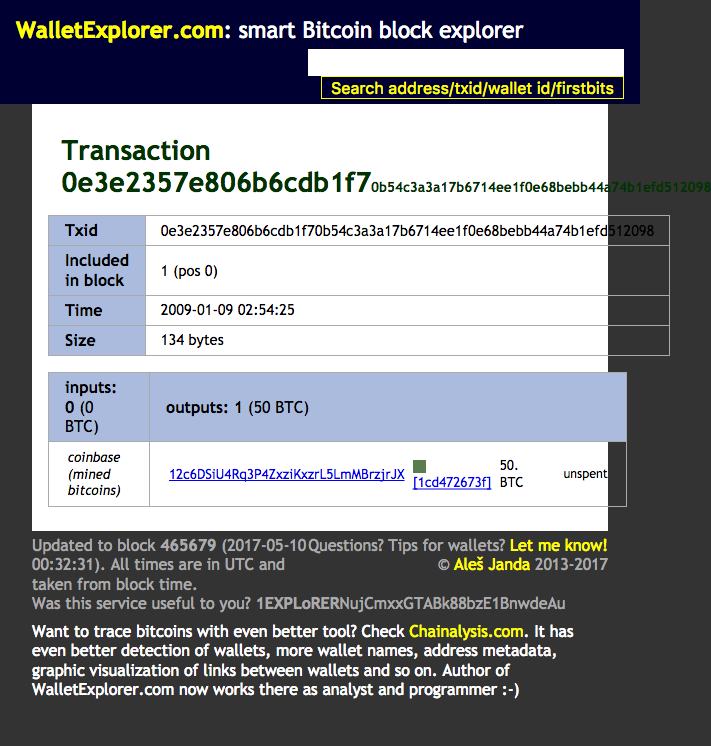 WalletExplorer.com: smart Bitcoin block explorer
Search address/txid/wallet id/firstbits
Transaction
0e3e2357e806b6cdb1f70b54c3a3a17b6714ee1f0e68bebb44a74b1efd512098
Txid 0e3e2357e806b6cdb1f70b54c3a3a17b6714ee1f0e68bebb44a74b1efd512098
Included
in block
1 (pos 0)
Time 2009-01-09 02:54:25
Size 134 bytes
inputs:
0 (0
BTC)
outputs: 1 (50 BTC)
coinbase
(mined
bitcoins)
12c6DSiU4Rq3P4ZxziKxzrL5LmMBrzjrJX
[1cd472673f]
50.
BTC
unspent
Updated to block 465679 (2017-05-10
00:32:31). All times are in UTC and
taken from block time.
Questions? Tips for wallets? Let me know!
© Aleš Janda 2013-2017
Was this service useful to you? 1EXPLoRERNujCmxxGTABk88bzE1BnwdeAu
Want to trace bitcoins with even better tool? Check Chainalysis.com. It has
even better detection of wallets, more wallet names, address metadata,
graphic visualization of links between wallets and so on. Author of
WalletExplorer.com now works there as analyst and programmer :-)